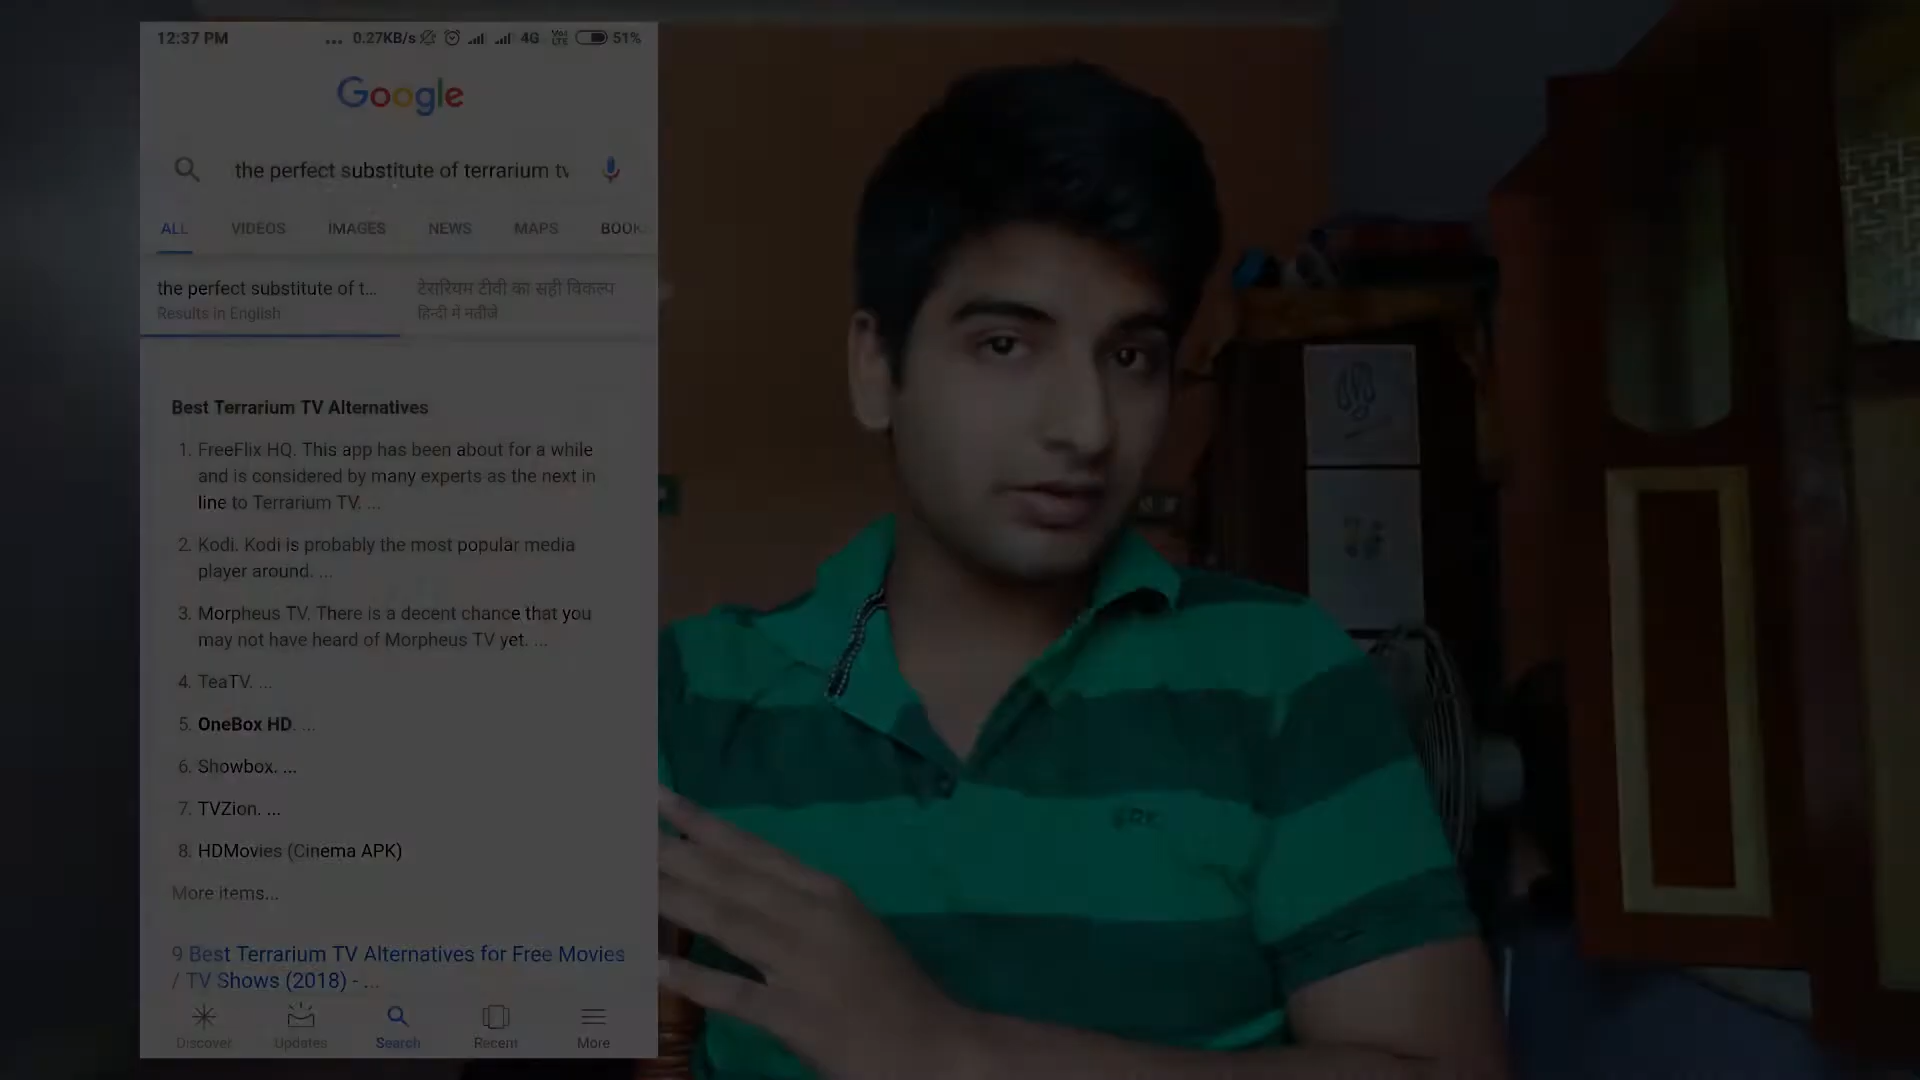 12:37 PM ... 0.27KB/s 4G VoLTE 51%
Google
the perfect substitute of terrarium tv
ALL VIDEOS IMAGES NEWS MAPS BOOK
the perfect substitute of t... टेरारियम टीवी का सही विकल्प
Results in English हिन्दी में नतीजे
Best Terrarium TV Alternatives
1. FreeFlix HQ. This app has been about for a while
and is considered by many experts as the next in
line to Terrarium TV. ...
2. Kodi. Kodi is probably the most popular media
player around. ...
3. Morpheus TV. There is a decent chance that you
may not have heard of Morpheus TV yet. ...
4. TeaTV. ...
5. OneBox HD. ...
6. Showbox. ...
7. TVZion. ...
8. HDMovies (Cinema APK)
More items...
9 Best Terrarium TV Alternatives for Free Movies
/ TV Shows (2018) - ...
Discover Updates Search Recent More